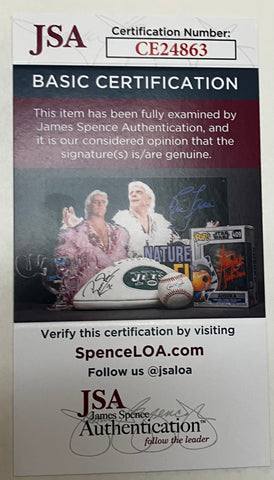 JSA
Certification Number:
CE24863
BASIC CERTIFICATION
This item has been fully examined by
James Spence Authentication, and
it is our considered opinion that the
signature(s) is/are genuine.
NATURE
JETS
Verify this certification by visiting
SpenceLOA.com
Follow us @jsaloa
JSA
James Spence
Authentication™
follow the leader